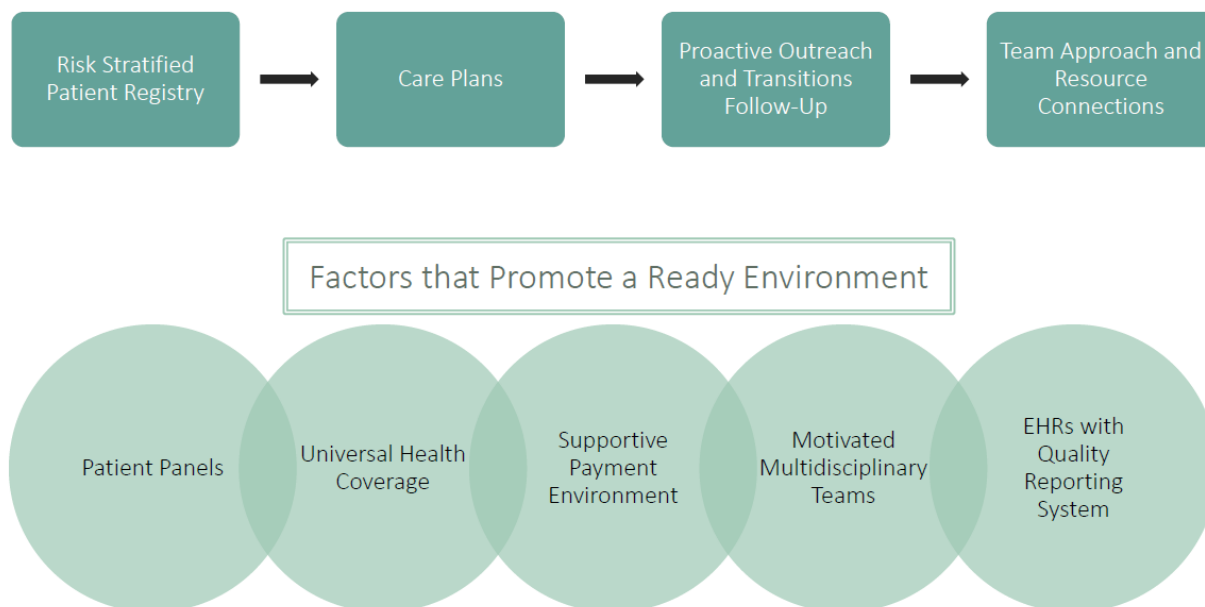 Risk Stratified
Patient Registry
Care Plans
Proactive Outreach
and Transitions
Follow-Up
Team Approach and
Resource
Connections
Factors that Promote a Ready Environment
Patient Panels
Universal Health
Coverage
Supportive
Payment
Environment
Motivated
Multidisciplinary
Teams
EHRs with
Quality
Reporting
System